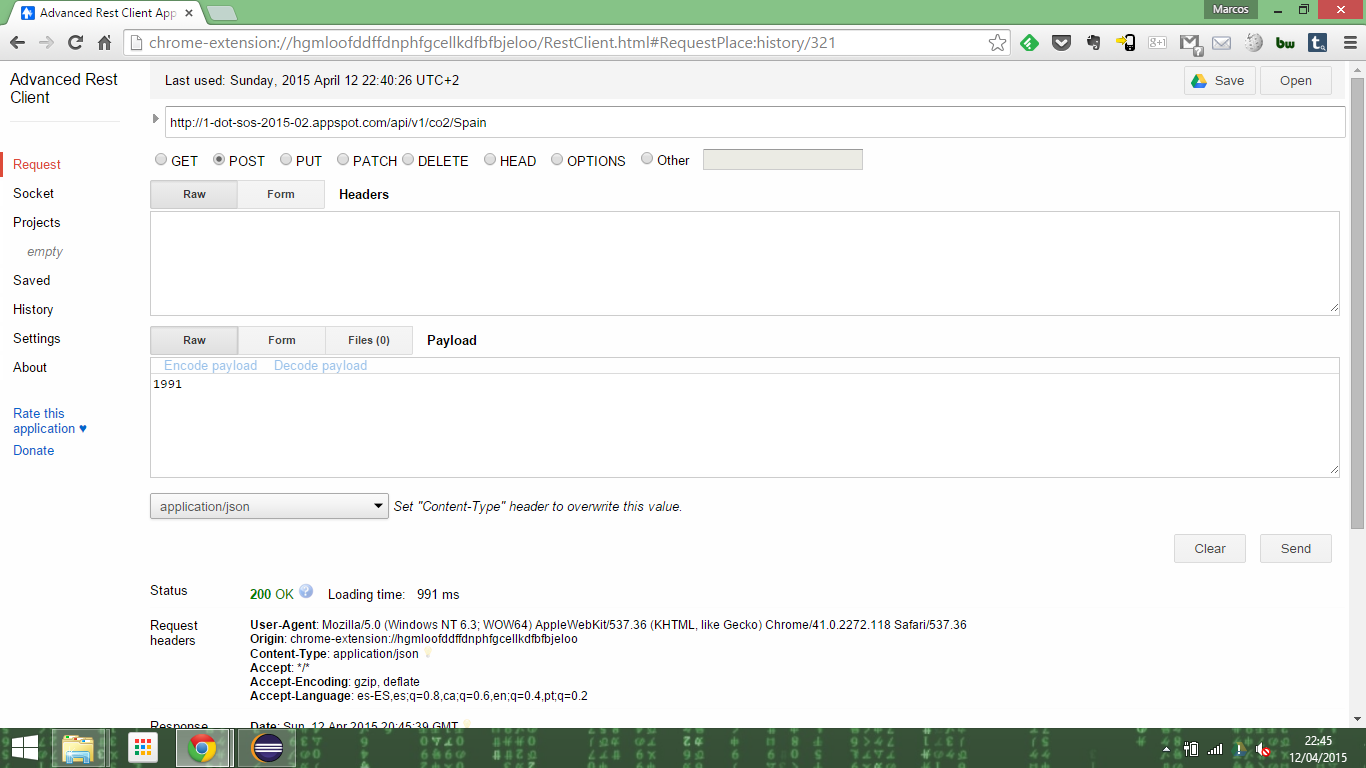 Advanced Rest Client App
Marcos
chrome-extension://hgmloofddffdnphfgcellkdfbfbjeloo/RestClient.html#RequestPlace:history/321
Advanced Rest
Client
Last used: Sunday, 2015 April 12 22:40:26 UTC+2
Save
Open
http://1-dot-sos-2015-02.appspot.com/api/v1/co2/Spain
GET POST PUT PATCH DELETE HEAD OPTIONS Other
Request
Socket
Projects
empty
Saved
History
Settings
About
Rate this
application ♥
Donate
Raw Form Headers
Raw Form Files (0) Payload
Encode payload Decode payload
1991
application/json Set "Content-Type" header to overwrite this value.
Clear Send
Status 200 OK Loading time: 991 ms
Request
headers
User-Agent: Mozilla/5.0 (Windows NT 6.3; WOW64) AppleWebKit/537.36 (KHTML, like Gecko) Chrome/41.0.2272.118 Safari/537.36
Origin: chrome-extension://hgmloofddffdnphfgcellkdfbfbjeloo
Content-Type: application/json
Accept: */*
Accept-Encoding: gzip, deflate
Accept-Language: es-ES,es;q=0.8,ca;q=0.6,en;q=0.4,pt;q=0.2
Response Date: Sun, 12 Apr 2015 20:45:39 GMT
22:45
12/04/2015